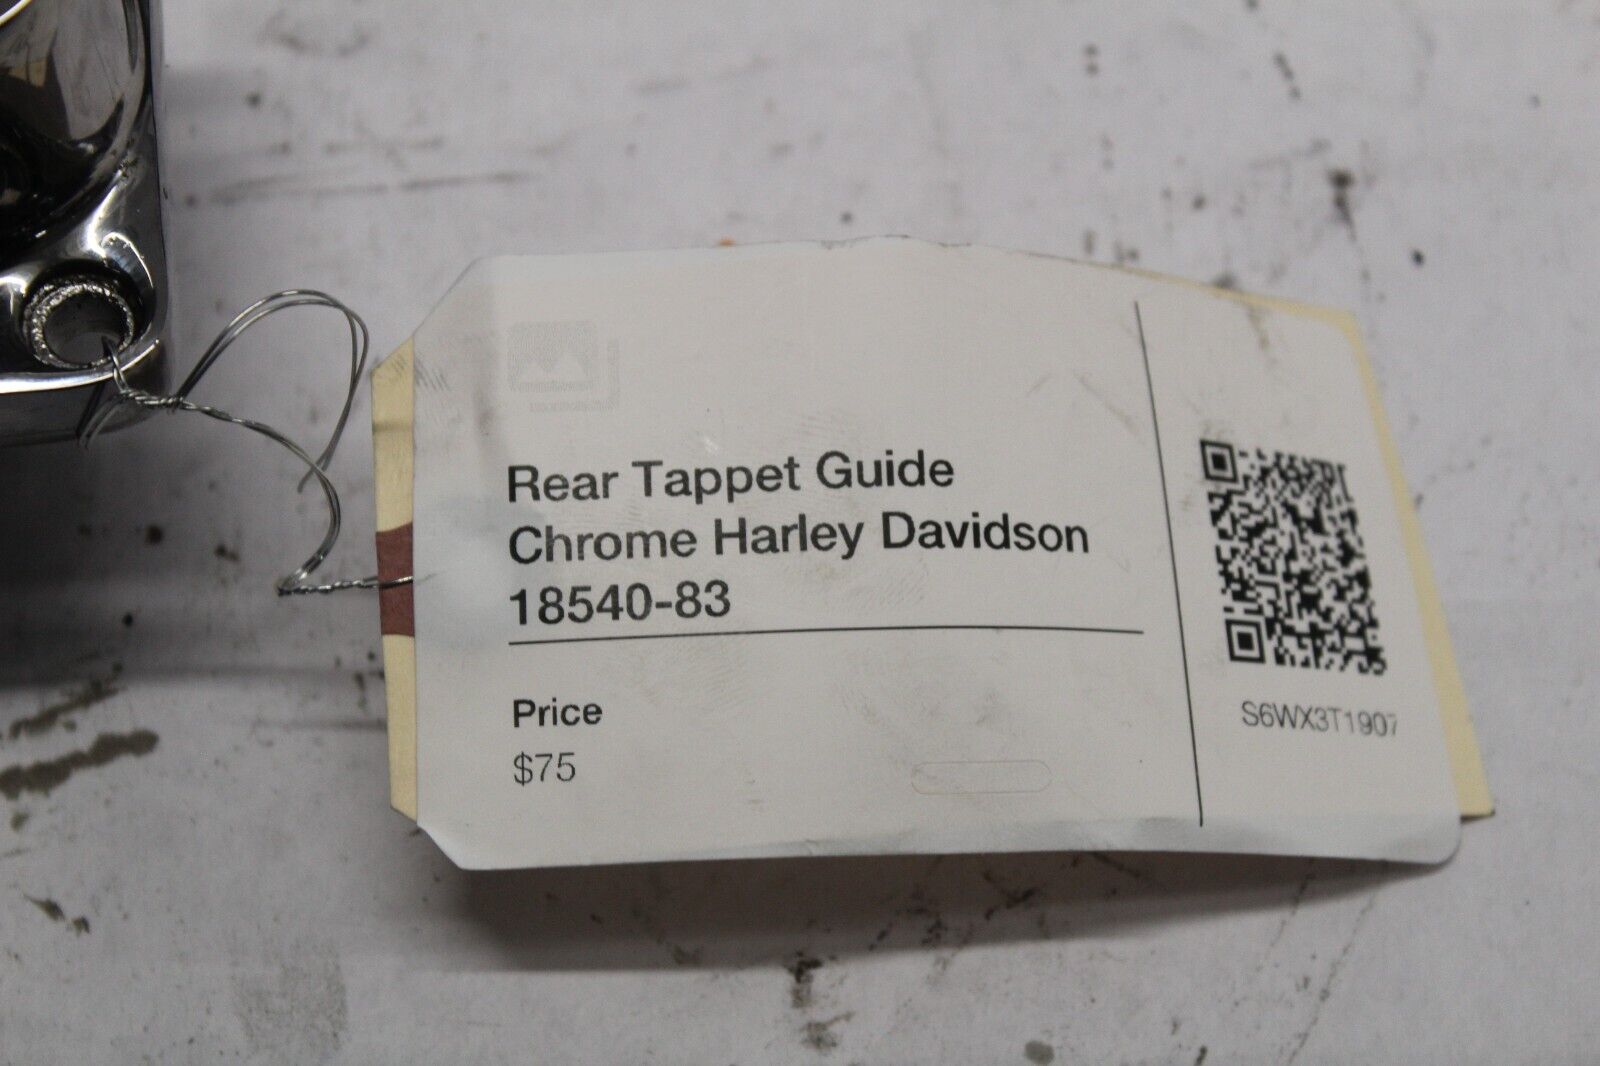 Rear Tappet Guide
Chrome Harley Davidson
18540-83
Price
$75
S6WX3T1907